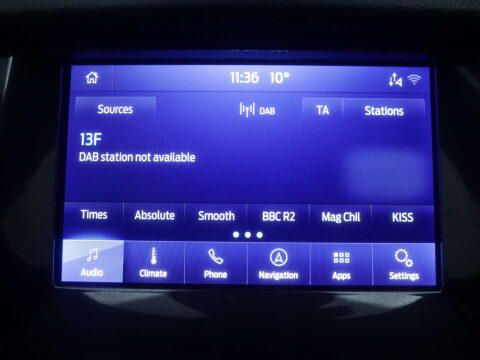 11:36 10°
Sources DAB TA Stations
13F
DAB station not available
Times Absolute Smooth BBC R2 Mag Chil KISS
Audio Climate Phone Navigation Apps Settings